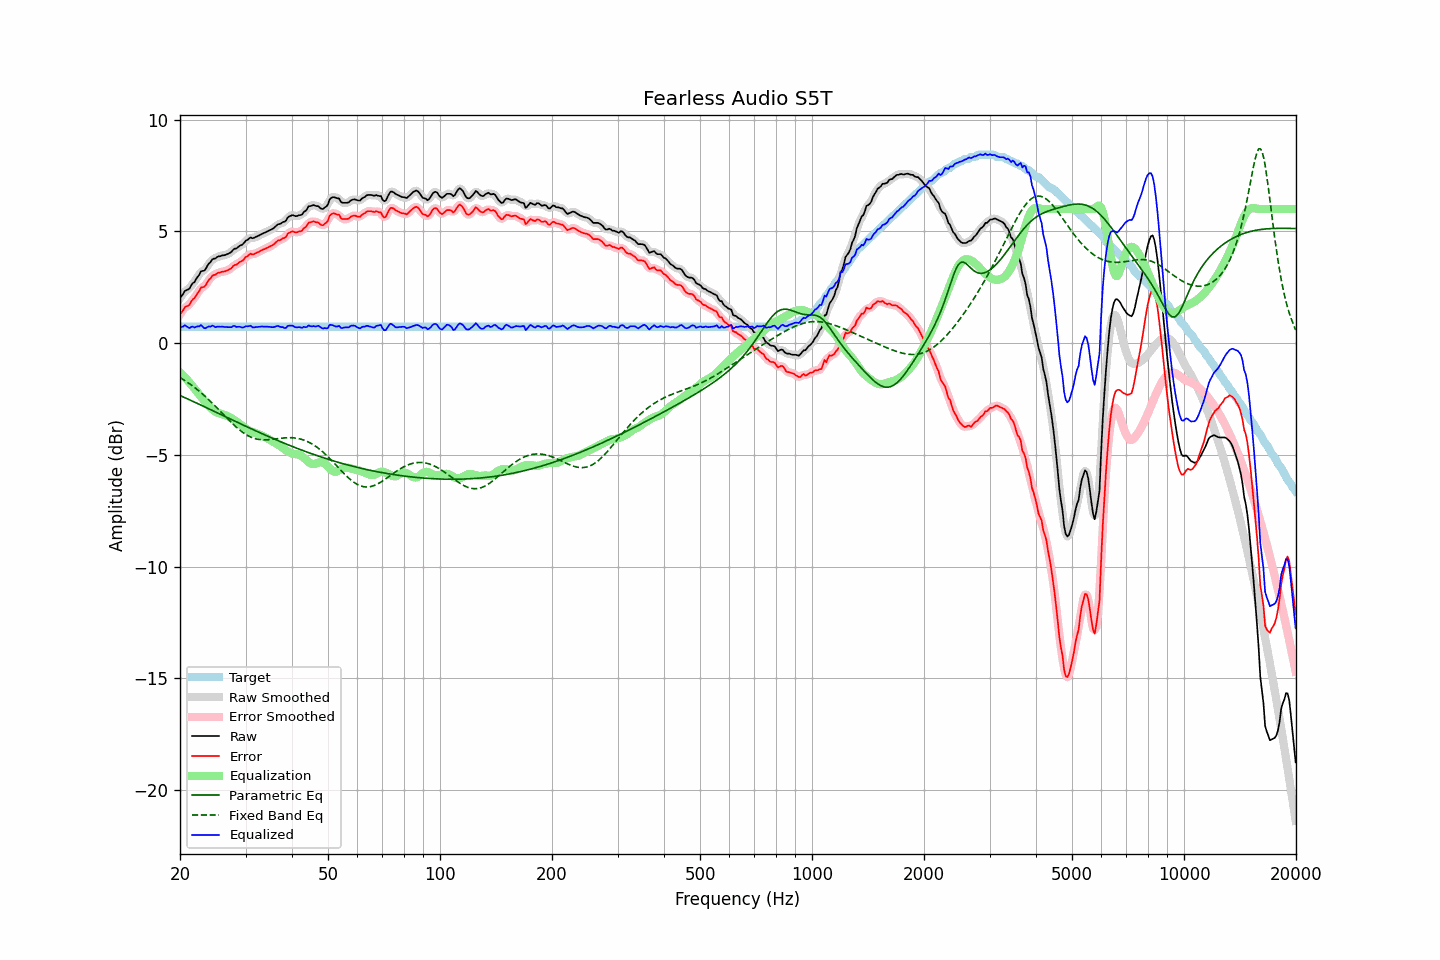 Fearless Audio S5T
10
5
0
−5
−10
−15
−20
Amplitude (dBr)
Target
Raw Smoothed
Error Smoothed
Raw
Error
Equalization
Parametric Eq
Fixed Band Eq
Equalized
20 50 100 200 500 1000 2000 5000 10000 20000
Frequency (Hz)